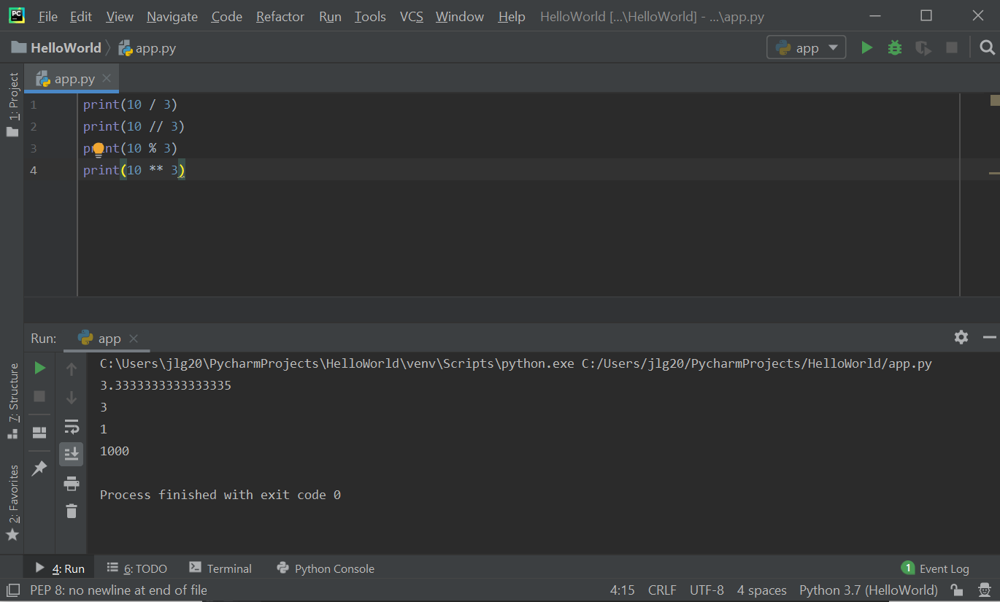 PC File Edit View Navigate Code Refactor Run Tools VCS Window Help HelloWorld [...\HelloWorld] - ...\app.py
HelloWorld app.py app
1: Project
app.py
1 print(10 / 3)
2 print(10 // 3)
3 print(10 % 3)
4 print(10 ** 3)
Run: app
C:\Users\jlg20\PycharmProjects\HelloWorld\venv\Scripts\python.exe C:/Users/jlg20/PycharmProjects/HelloWorld/app.py
3.3333333333333335
3
1
1000
Process finished with exit code 0
7: Structure
2: Favorites
4: Run 6: TODO Terminal Python Console 1 Event Log
PEP 8: no newline at end of file 4:15 CRLF UTF-8 4 spaces Python 3.7 (HelloWorld)